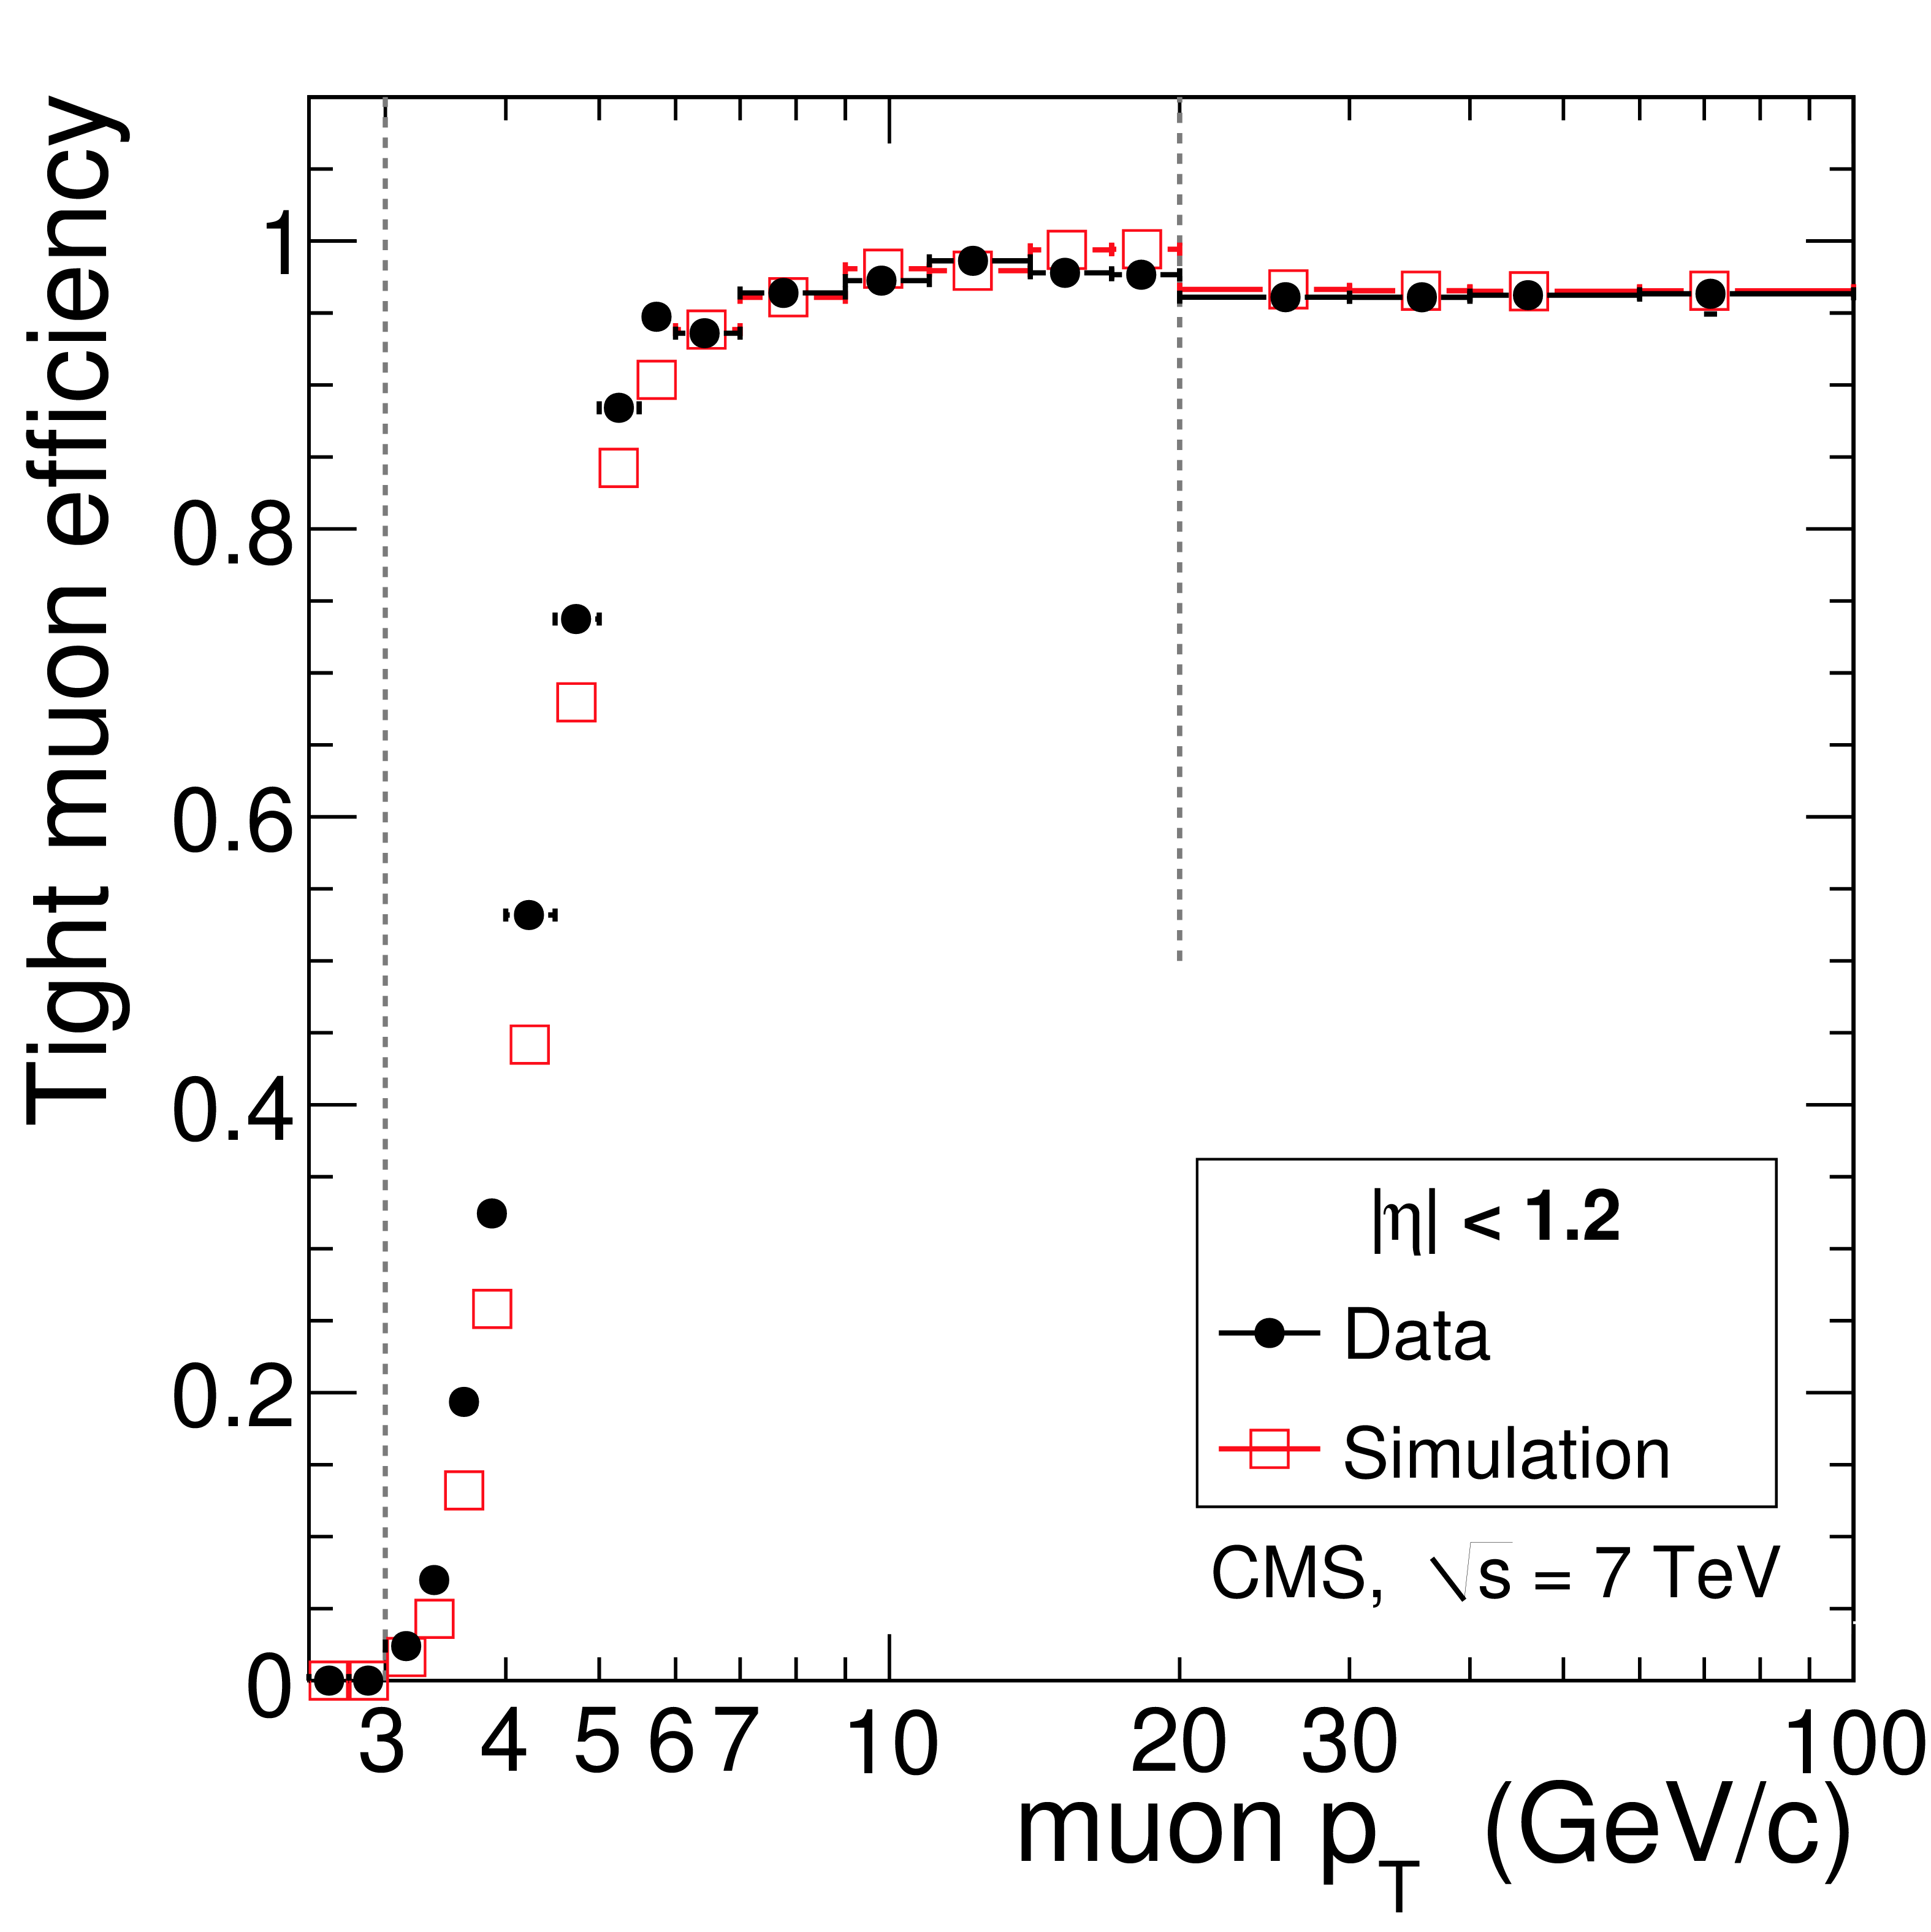 Tight muon efficiency
1
0.8
0.6
0.4
0.2
0
|η| < 1.2
Data
Simulation
CMS, √s = 7 TeV
3 4 5 6 7 10 20 30 100
muon p_T (GeV/c)